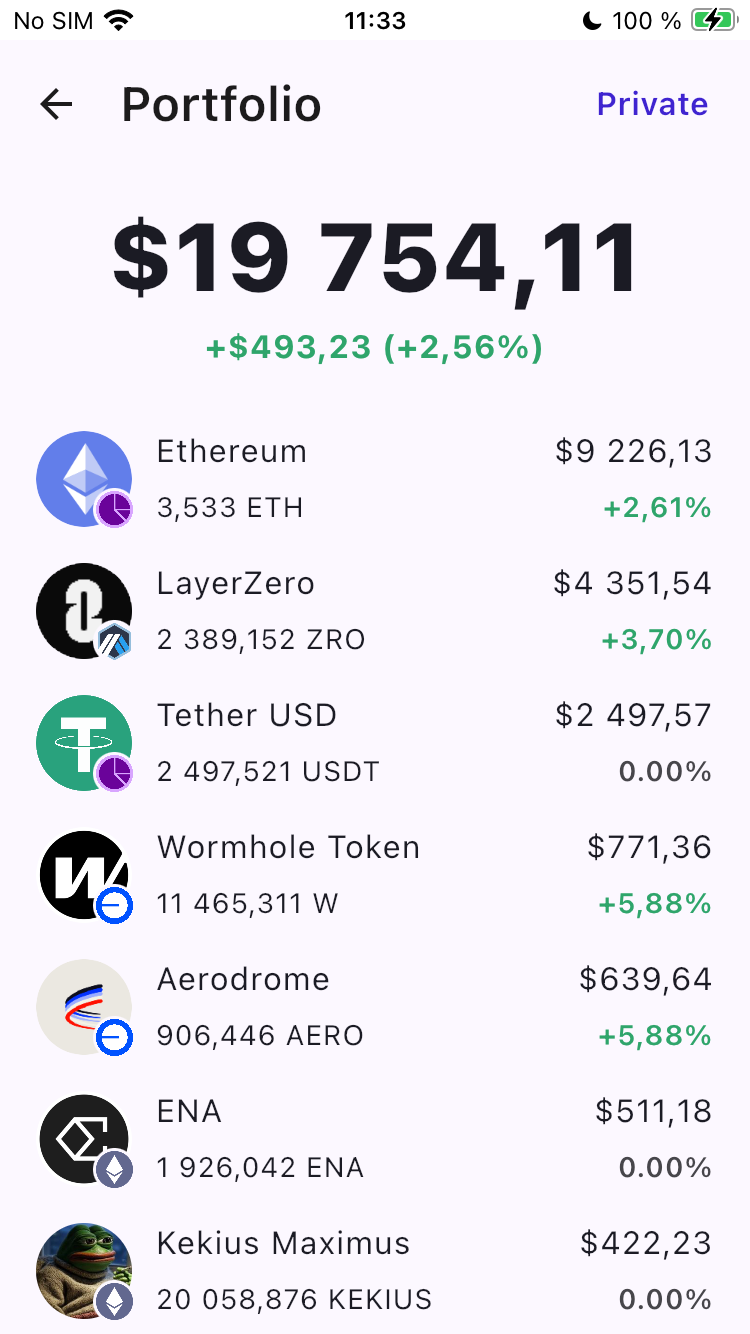 No SIM 11:33 100 %
Portfolio Private
$19 754,11
+$493,23 (+2,56%)
Ethereum $9 226,13
3,533 ETH +2,61%
LayerZero $4 351,54
2 389,152 ZRO +3,70%
Tether USD $2 497,57
2 497,521 USDT 0.00%
Wormhole Token $771,36
11 465,311 W +5,88%
Aerodrome $639,64
906,446 AERO +5,88%
ENA $511,18
1 926,042 ENA 0.00%
Kekius Maximus $422,23
20 058,876 KEKIUS 0.00%